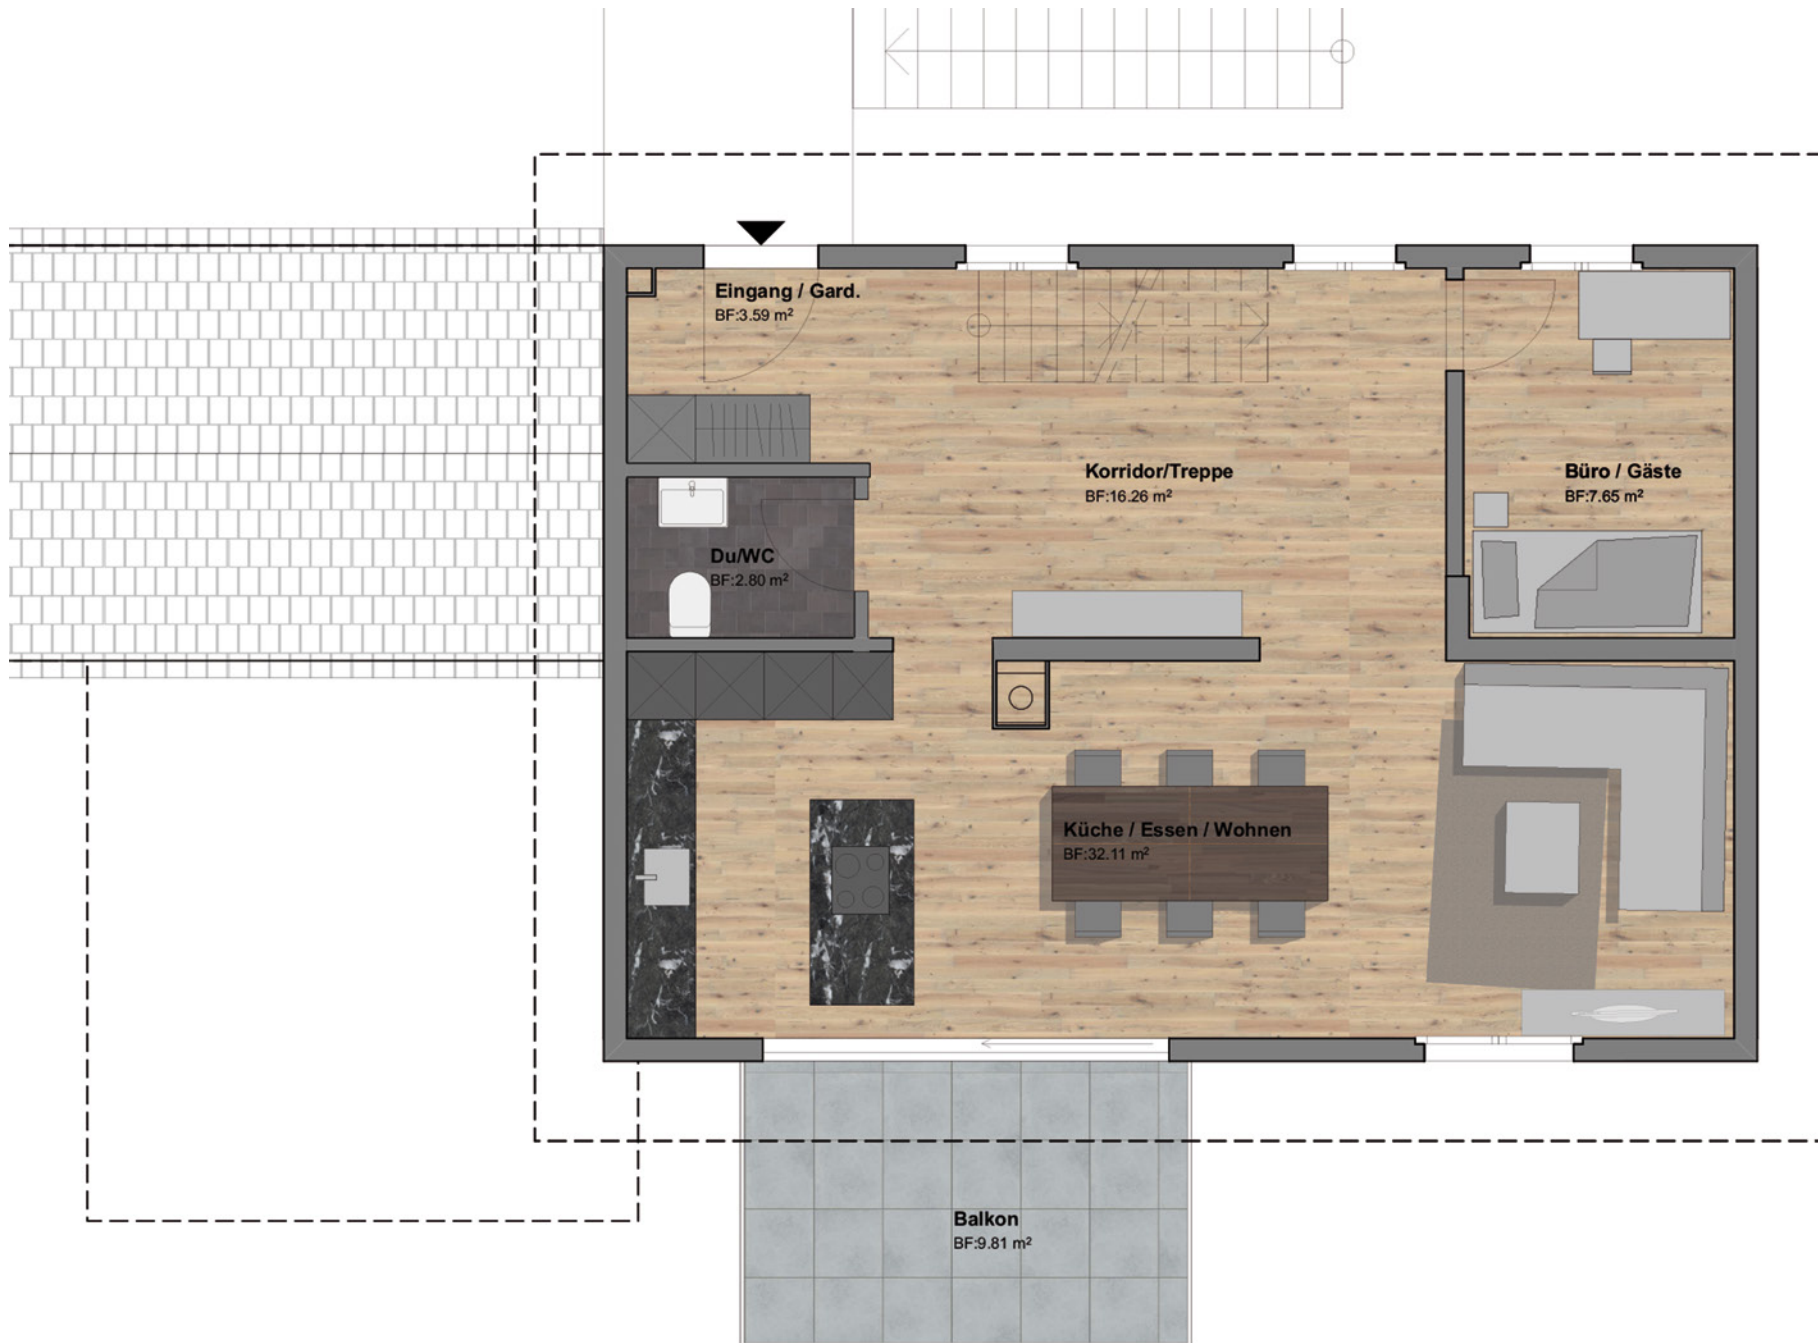 Eingang / Gard.
BF:3.59 m²
Korridor/Treppe
BF:16.26 m²
Büro / Gäste
BF:7.65 m²
Du/WC
BF:2.80 m²
Küche / Essen / Wohnen
BF:32.11 m²
Balkon
BF:9.81 m²